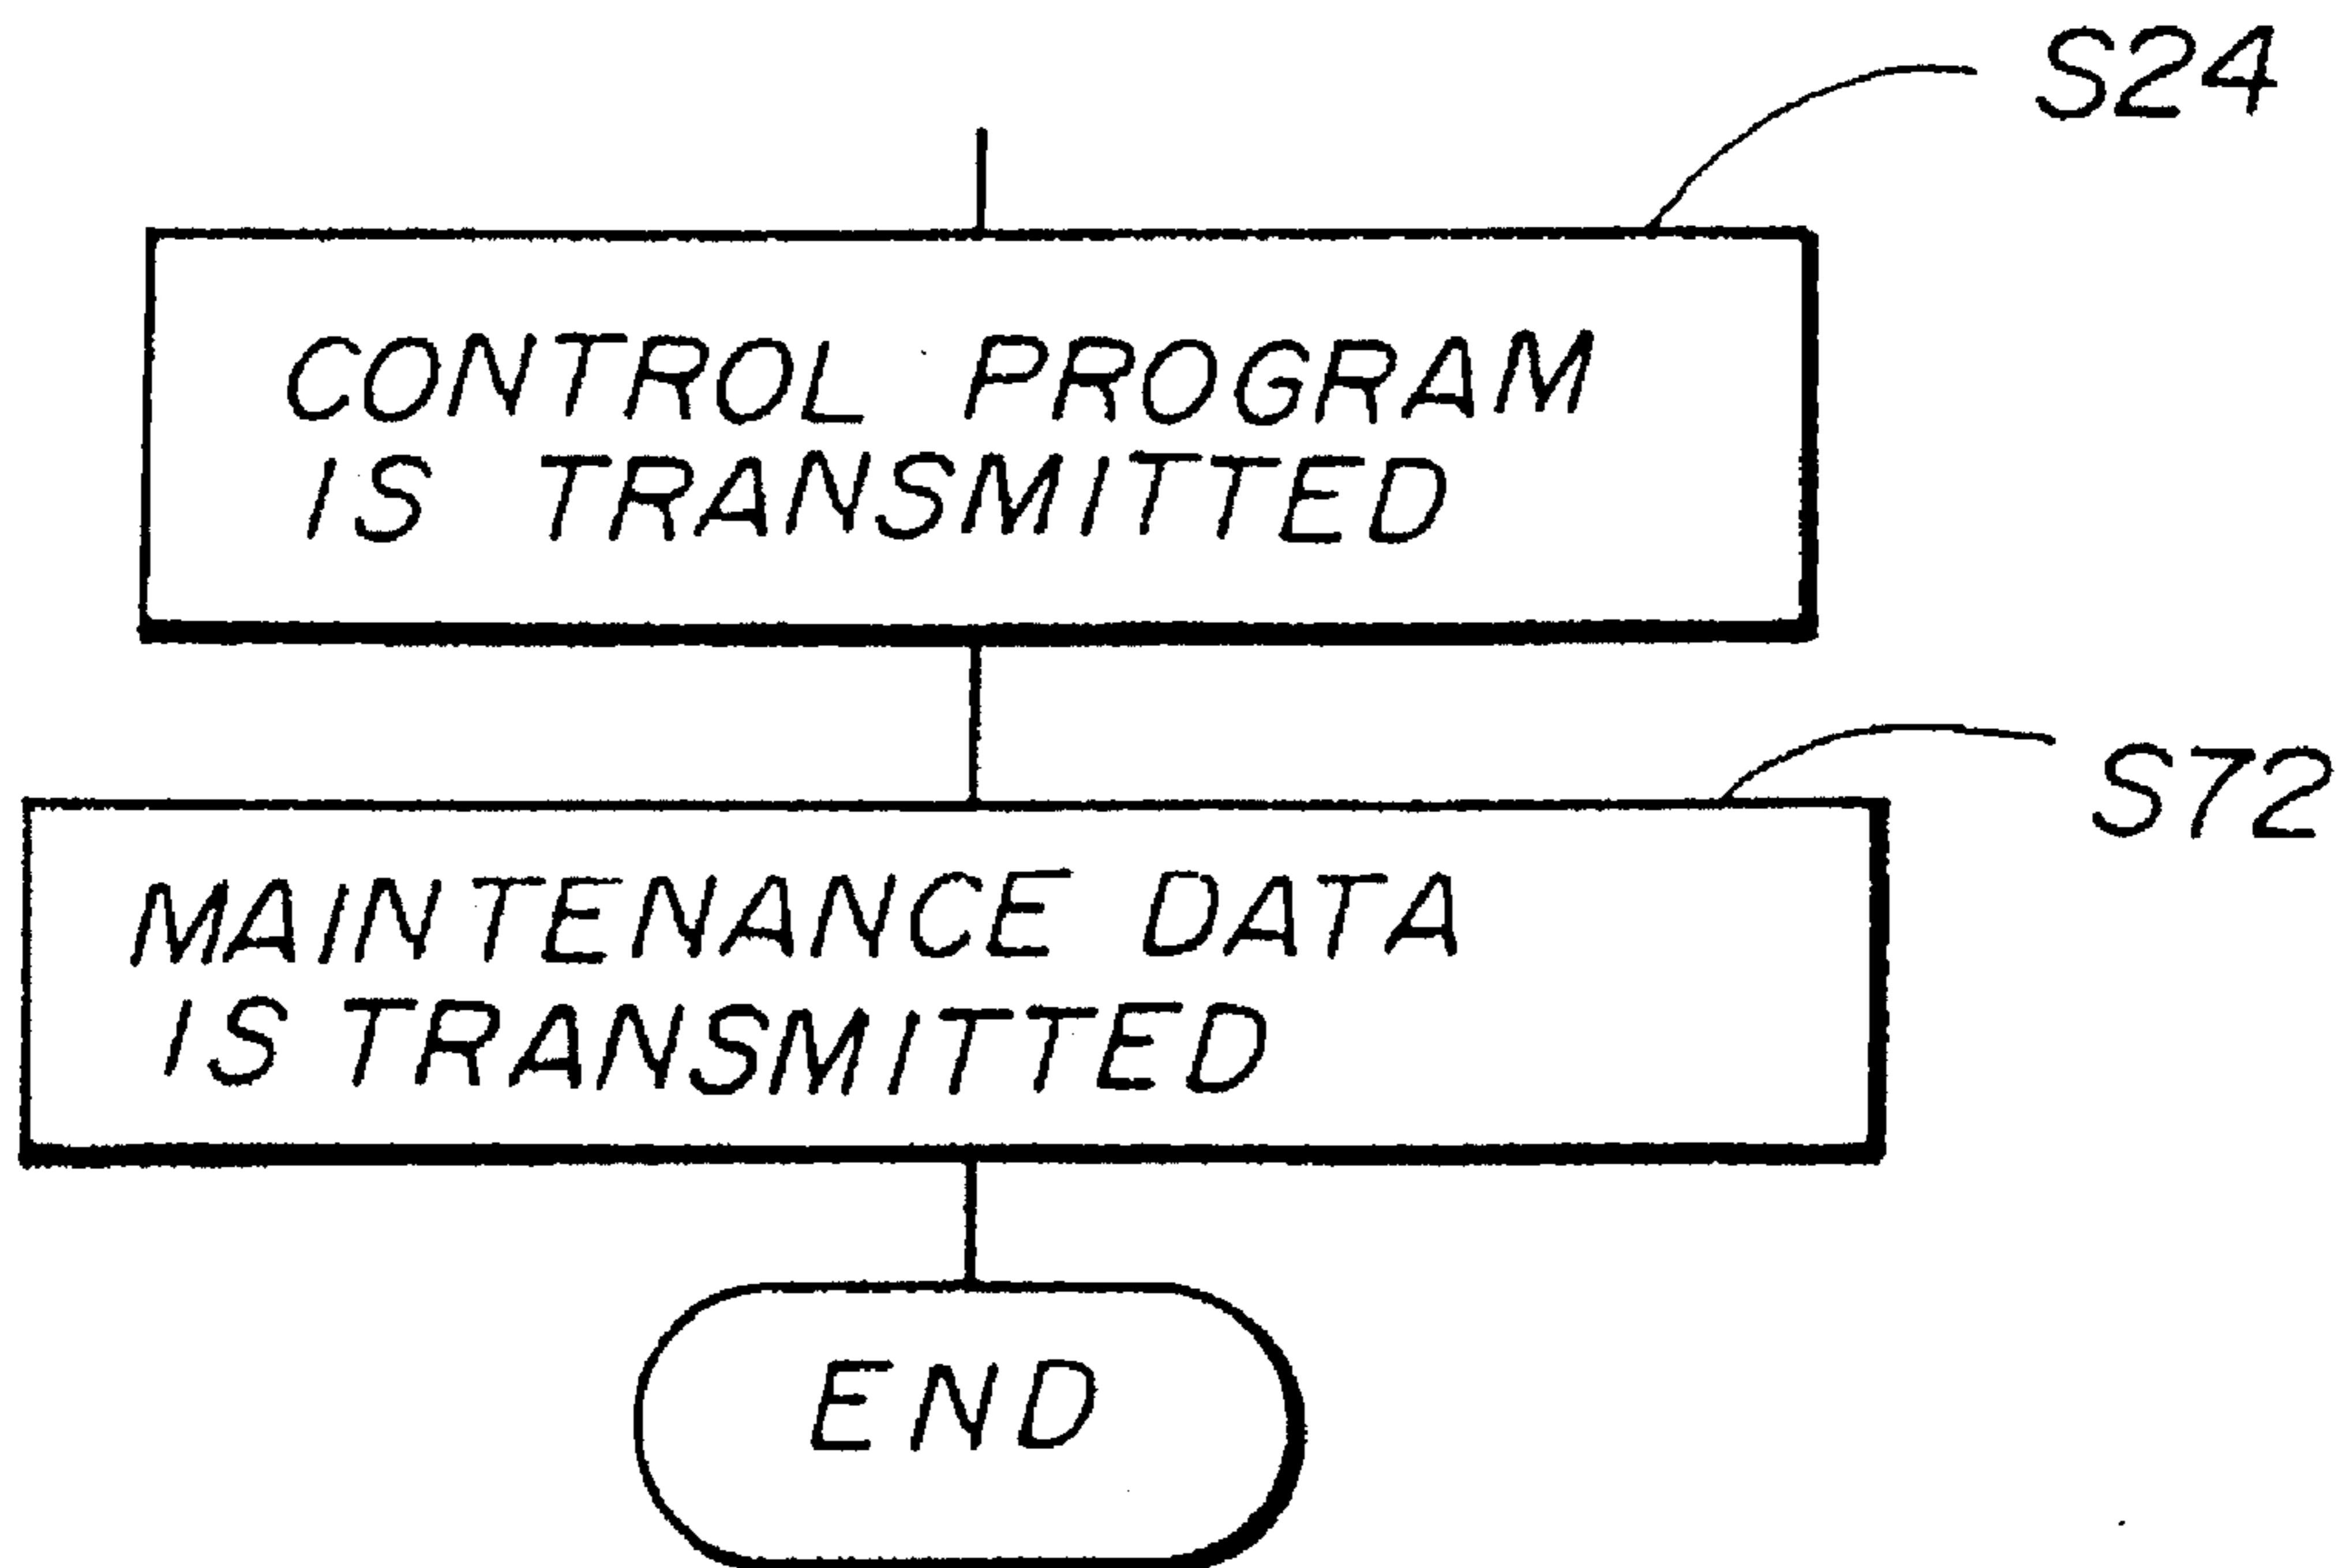 S24
CONTROL PROGRAM
IS TRANSMITTED
S72
MAINTENANCE DATA
IS TRANSMITTED
END